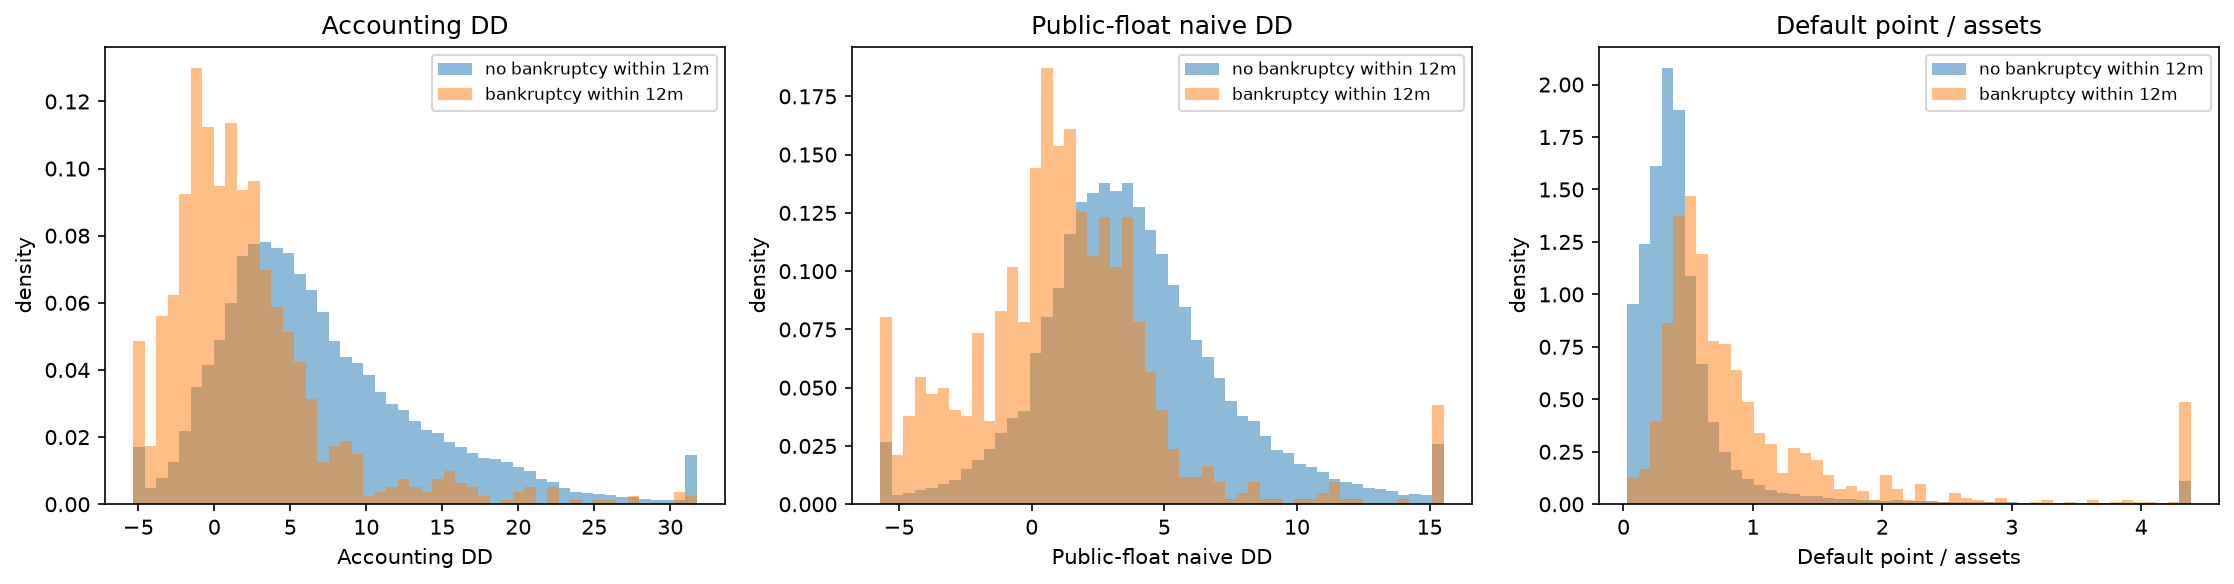 Accounting DD
no bankruptcy within 12m
bankruptcy within 12m
density
0.12
0.10
0.08
0.06
0.04
0.02
0.00
−5 0 5 10 15 20 25 30
Accounting DD
Public-float naive DD
no bankruptcy within 12m
bankruptcy within 12m
density
0.175
0.150
0.125
0.100
0.075
0.050
0.025
0.000
−5 0 5 10 15
Public-float naive DD
Default point / assets
no bankruptcy within 12m
bankruptcy within 12m
density
2.00
1.75
1.50
1.25
1.00
0.75
0.50
0.25
0.00
0 1 2 3 4
Default point / assets